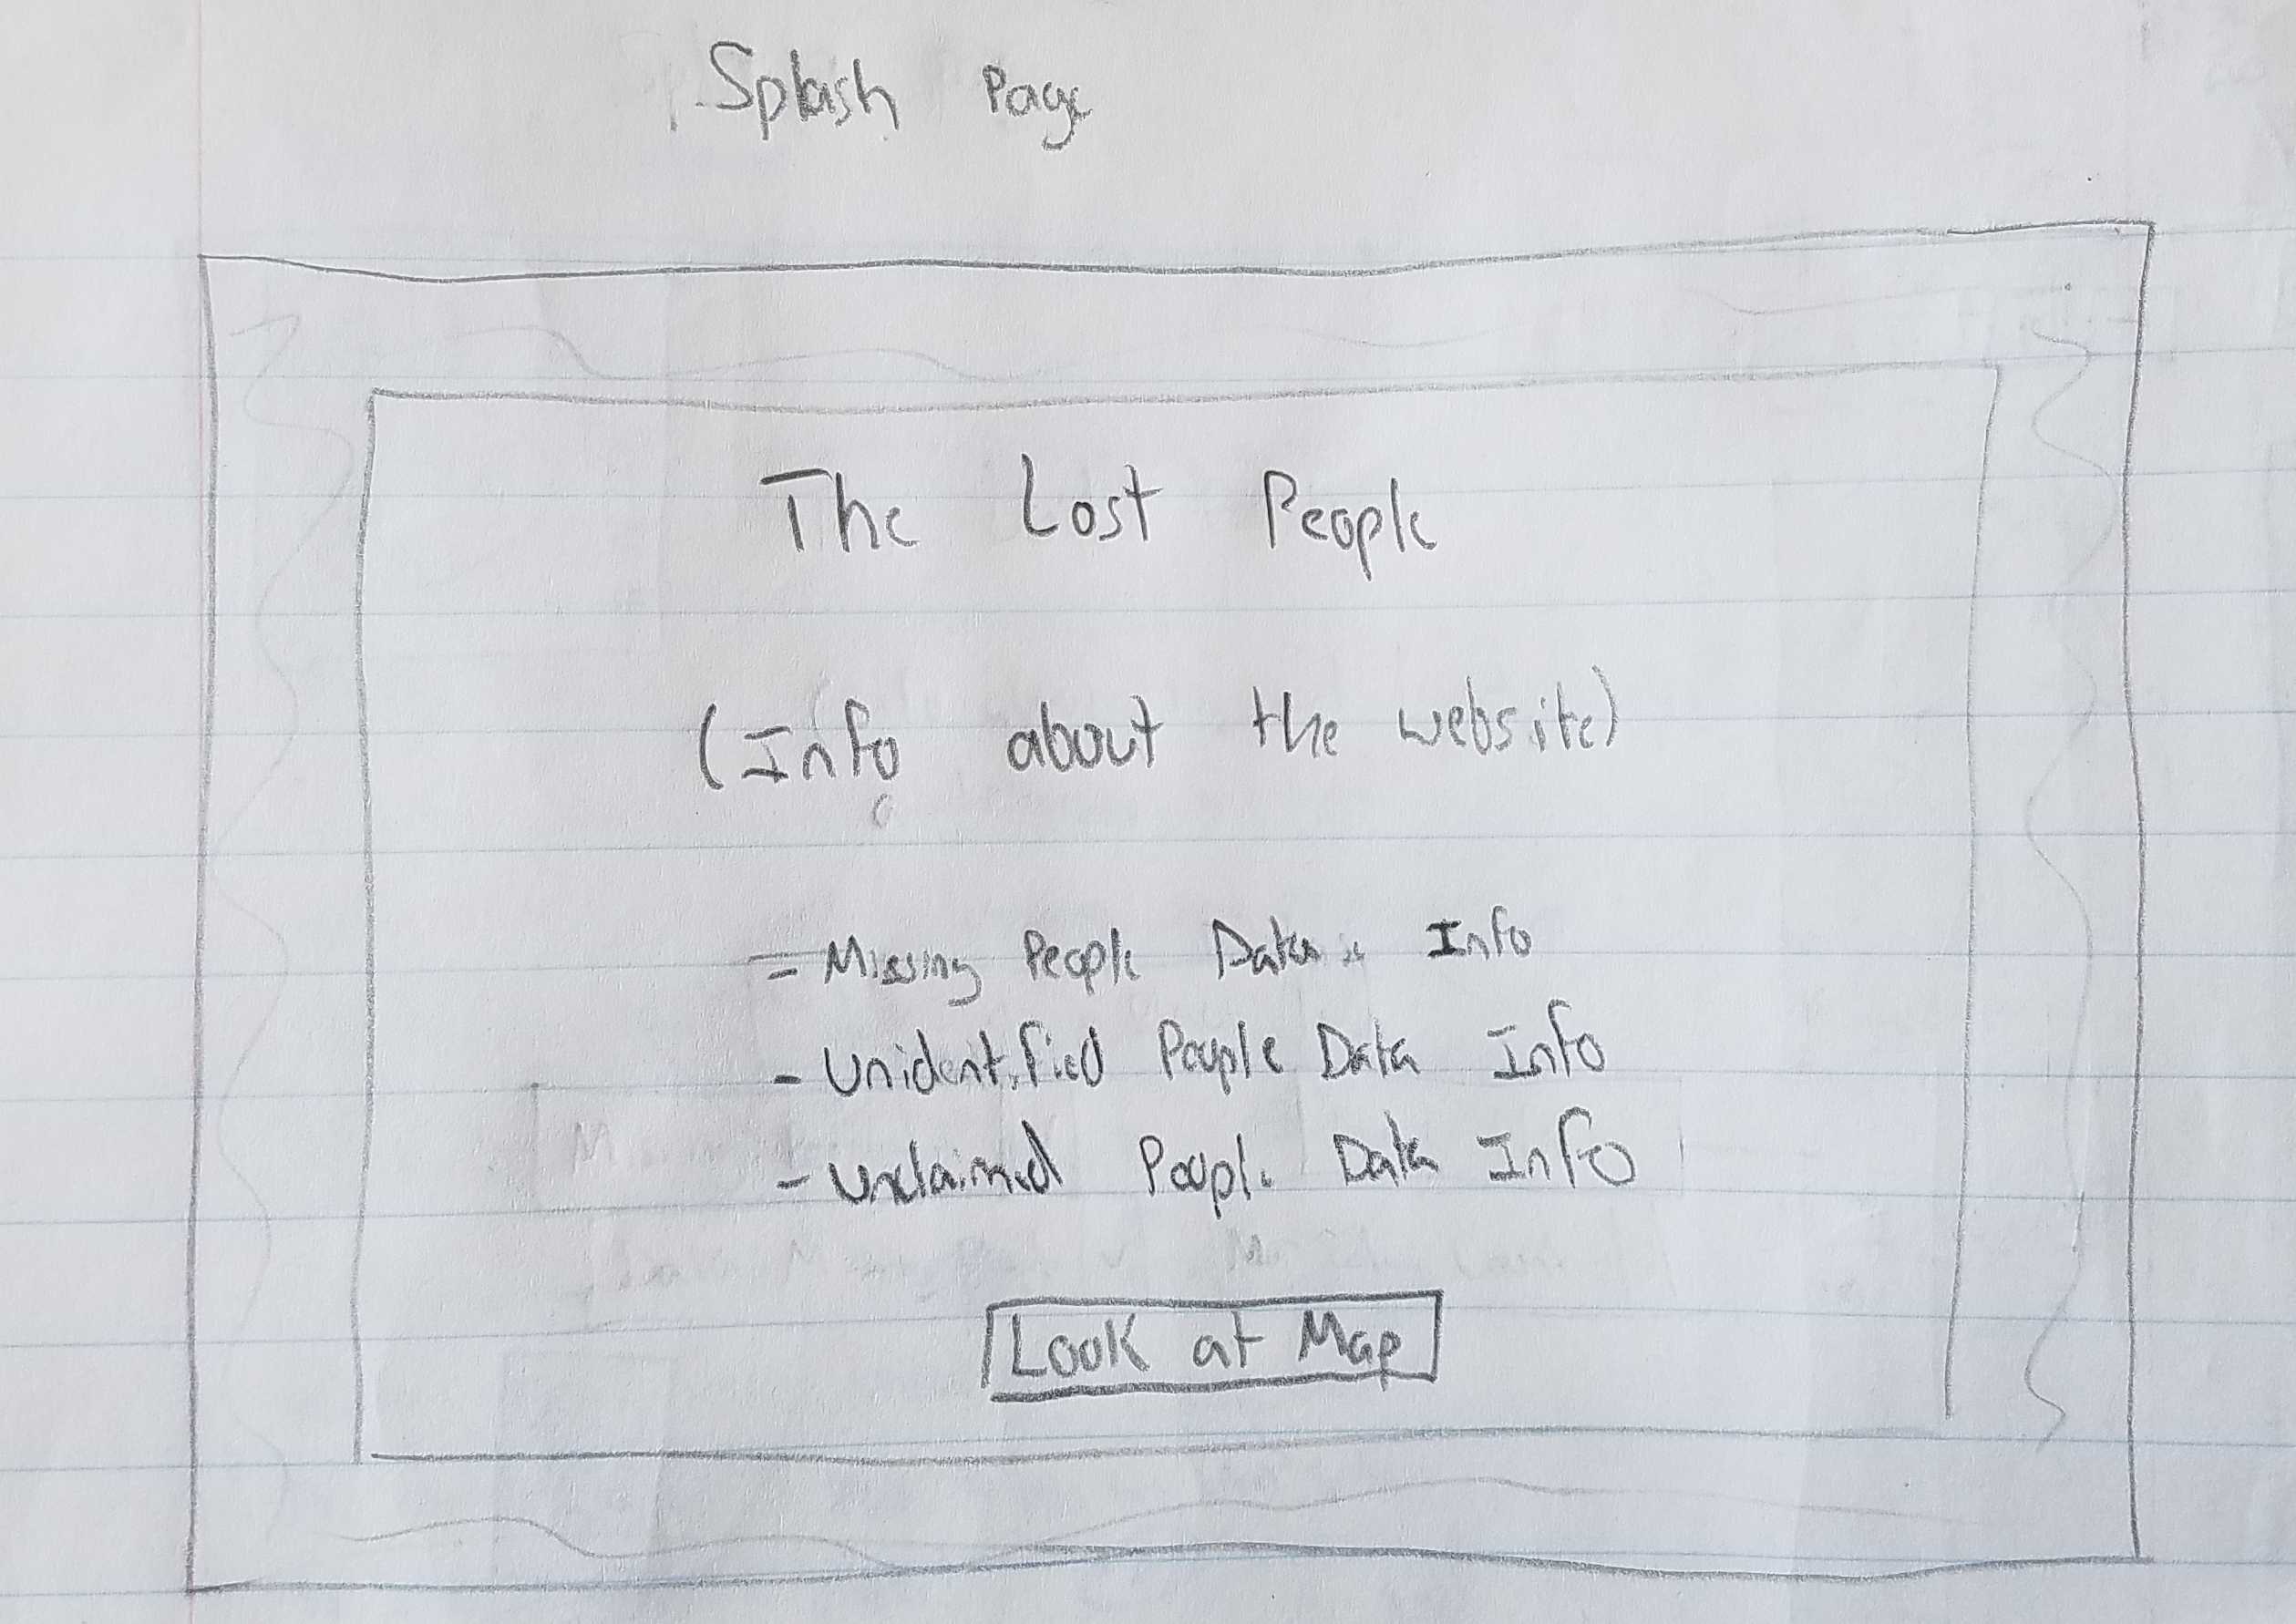 Splash Page
The Lost People
(Info about the website)
- Missing People Data Info
- Unidentified People Data Info
- Unclaimed People Data Info
Look at Map